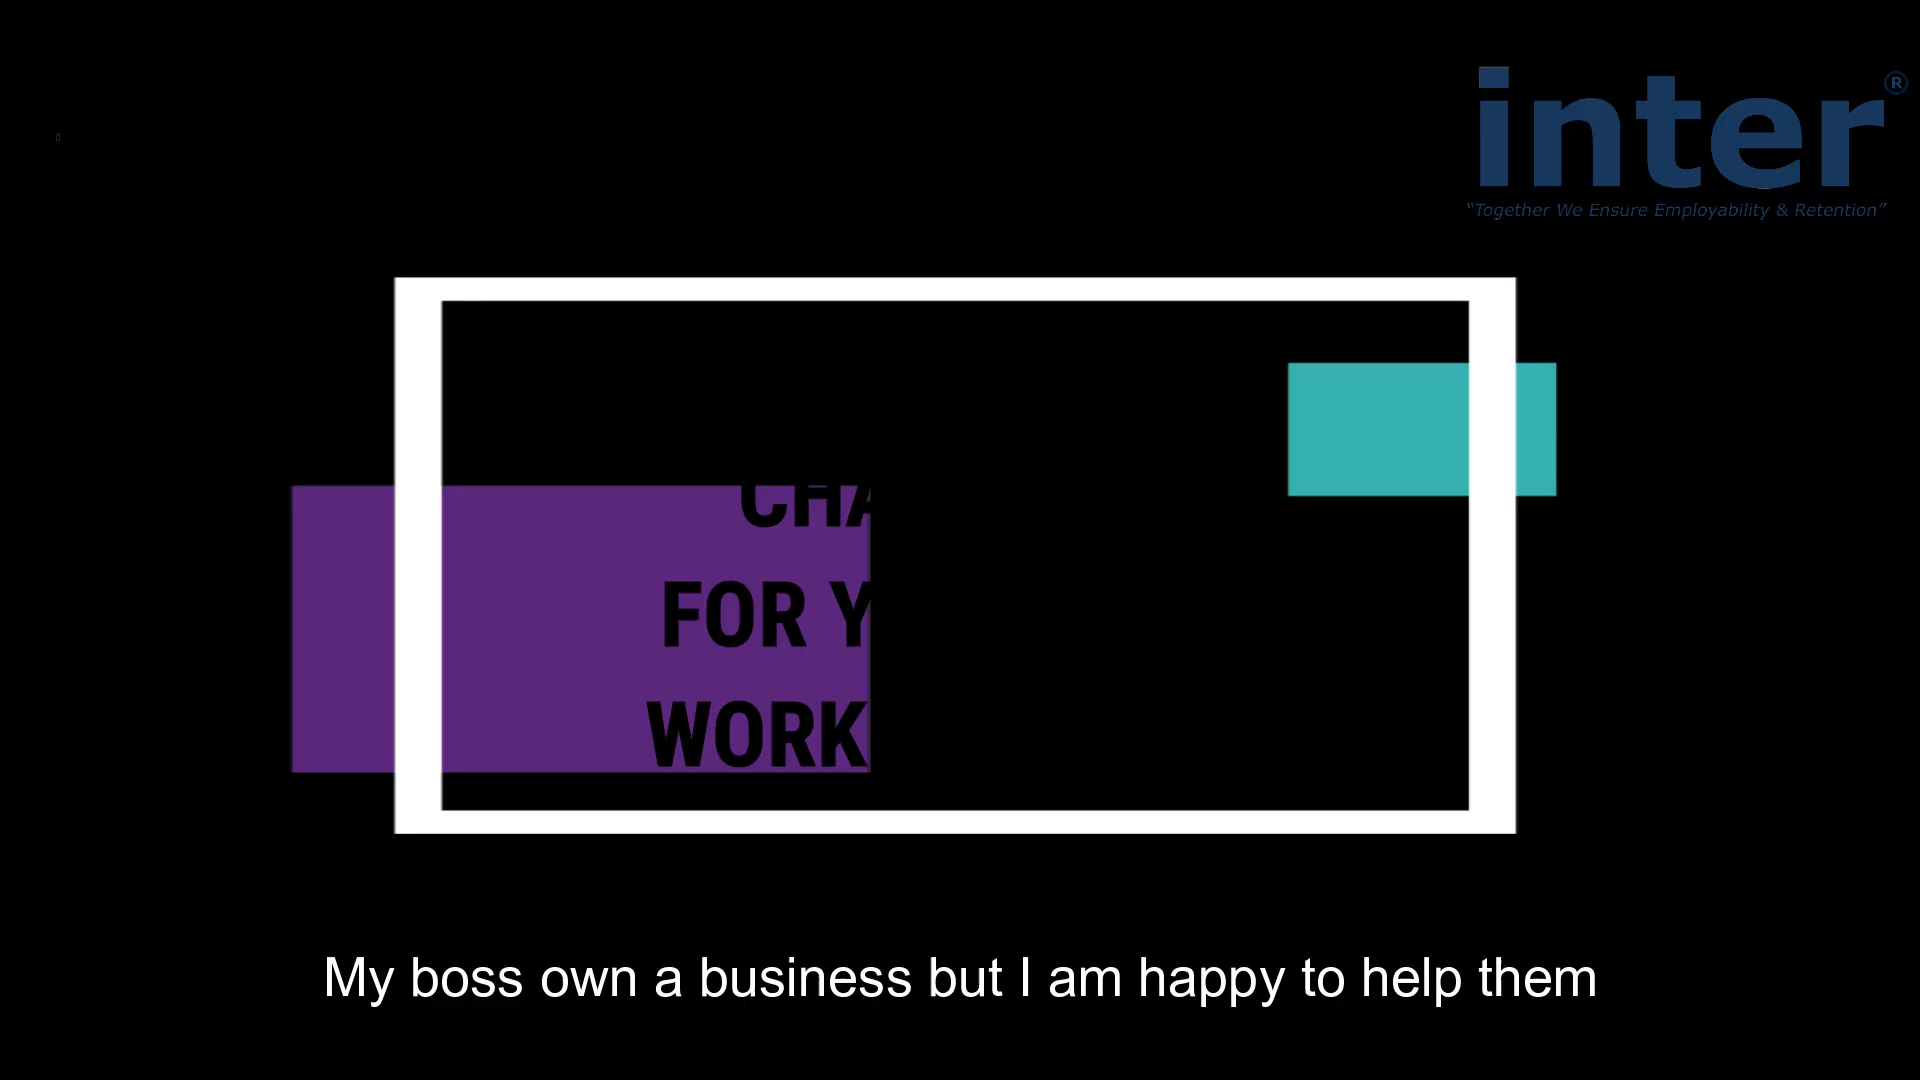 inter®
“Together We Ensure Employability & Retention”
FOR
WORK
My boss own a business but I am happy to help them